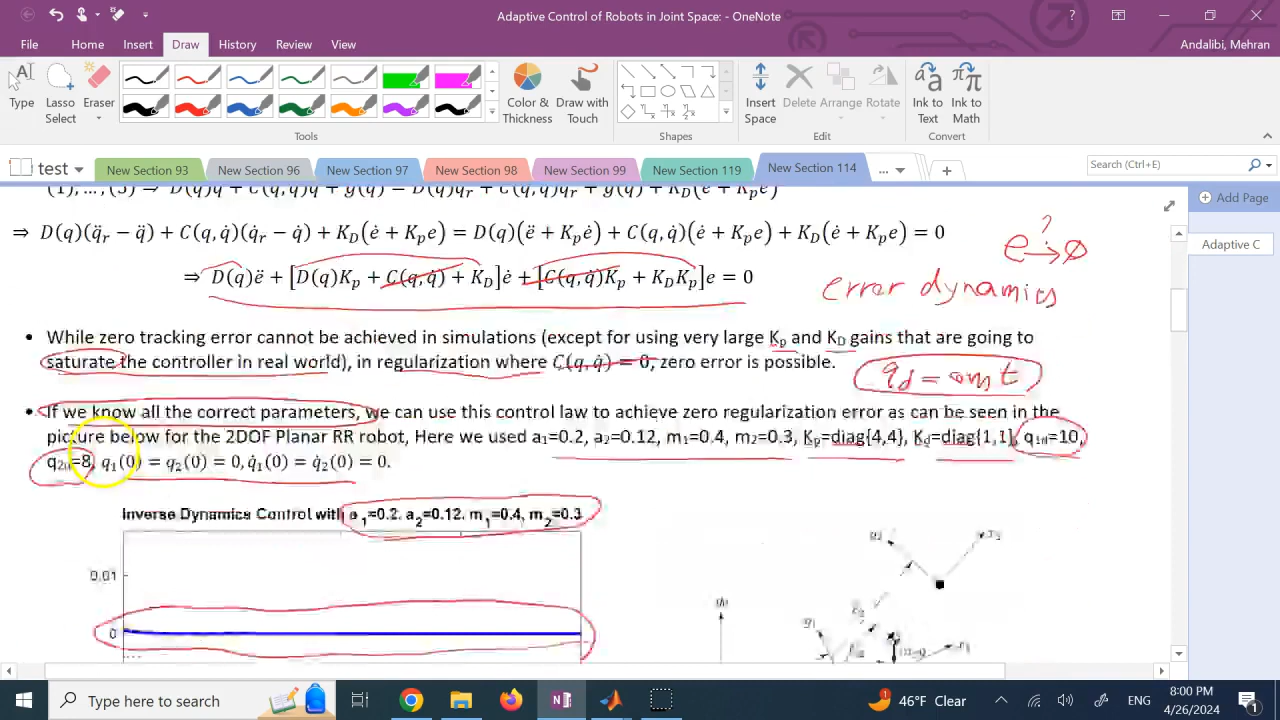 Adaptive Control of Robots in Joint Space: - OneNote
Andalibi, Mehran
File Home Insert Draw History Review View
Type
Lasso Select
Eraser
Color & Thickness
Draw with Touch
Insert Space
Delete
Arrange
Rotate
Ink to Text
Ink to Math
Tools
Shapes
Edit
Convert
test New Section 93 New Section 96 New Section 97 New Section 98 New Section 99 New Section 119 New Section 114 ... Search (Ctrl+E)
Add Page
Adaptive C
(1), ..., (3) ⇒ D(q)q̈ + C(q, q̇)q̇ + g(q) = D(q)q̈ᵣ + C(q, q̇)q̇ᵣ + g(q) + K_D(ė + K_p e)
⇒ D(q)(q̈ᵣ − q̈) + C(q, q̇)(q̇ᵣ − q̇) + K_D(ė + K_p e) = D(q)(ë + K_p ė) + C(q, q̇)(ė + K_p e) + K_D(ė + K_p e) = 0
e →? 0
⇒ D(q)ë + [D(q)K_p + C(q, q̇) + K_D]ė + [C(q, q̇)K_p + K_D K_p]e = 0
error dynamics
• While zero tracking error cannot be achieved in simulations (except for using very large K_p and K_D gains that are going to
saturate the controller in real world), in regularization where C(q, q̇) = 0, zero error is possible.
q_d = const
• If we know all the correct parameters, we can use this control law to achieve zero regularization error as can be seen in the
picture below for the 2DOF Planar RR robot, Here we used a₁=0.2, a₂=0.12, m₁=0.4, m₂=0.3, K_p=diag{4,4}, K_d=diag{1,1}, q₁d=10,
q₂d=8, q₁(0) = q₂(0) = 0, q̇₁(0) = q̇₂(0) = 0.
Inverse Dynamics Control with a₁=0.2, a₂=0.12, m₁=0.4, m₂=0.3
0.01
0
Type here to search
46°F Clear
ENG
8:00 PM
4/26/2024